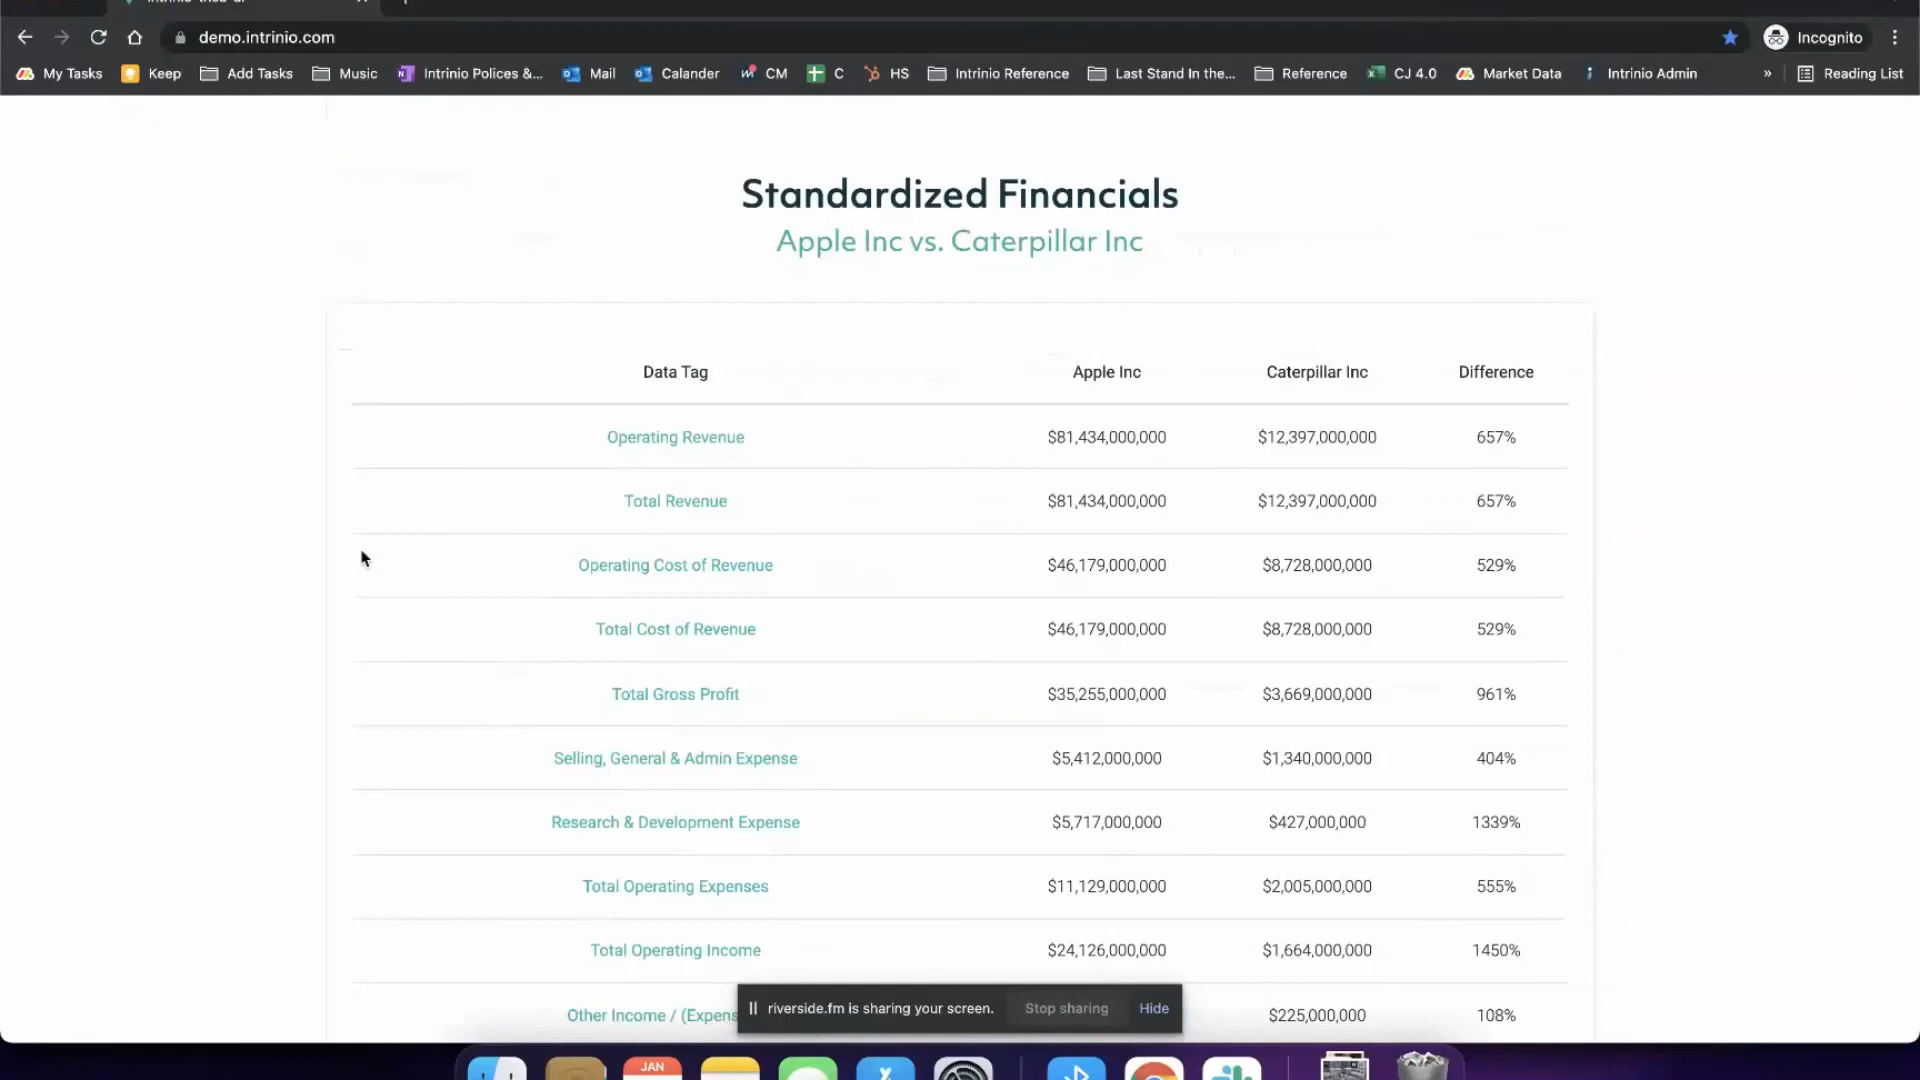 demo.intrinio.com
Incognito
My Tasks Keep Add Tasks Music Intrinio Polices &... Mail Calander CM C HS Intrinio Reference Last Stand In the... Reference CJ 4.0 Market Data Intrinio Admin » Reading List
Standardized Financials
Apple Inc vs. Caterpillar Inc
Data Tag Apple Inc Caterpillar Inc Difference
Operating Revenue $81,434,000,000 $12,397,000,000 657%
Total Revenue $81,434,000,000 $12,397,000,000 657%
Operating Cost of Revenue $46,179,000,000 $8,728,000,000 529%
Total Cost of Revenue $46,179,000,000 $8,728,000,000 529%
Total Gross Profit $35,255,000,000 $3,669,000,000 961%
Selling, General & Admin Expense $5,412,000,000 $1,340,000,000 404%
Research & Development Expense $5,717,000,000 $427,000,000 1339%
Total Operating Expenses $11,129,000,000 $2,005,000,000 555%
Total Operating Income $24,126,000,000 $1,664,000,000 1450%
Other Income / (Expens $225,000,000 108%
riverside.fm is sharing your screen. Stop sharing Hide
JAN